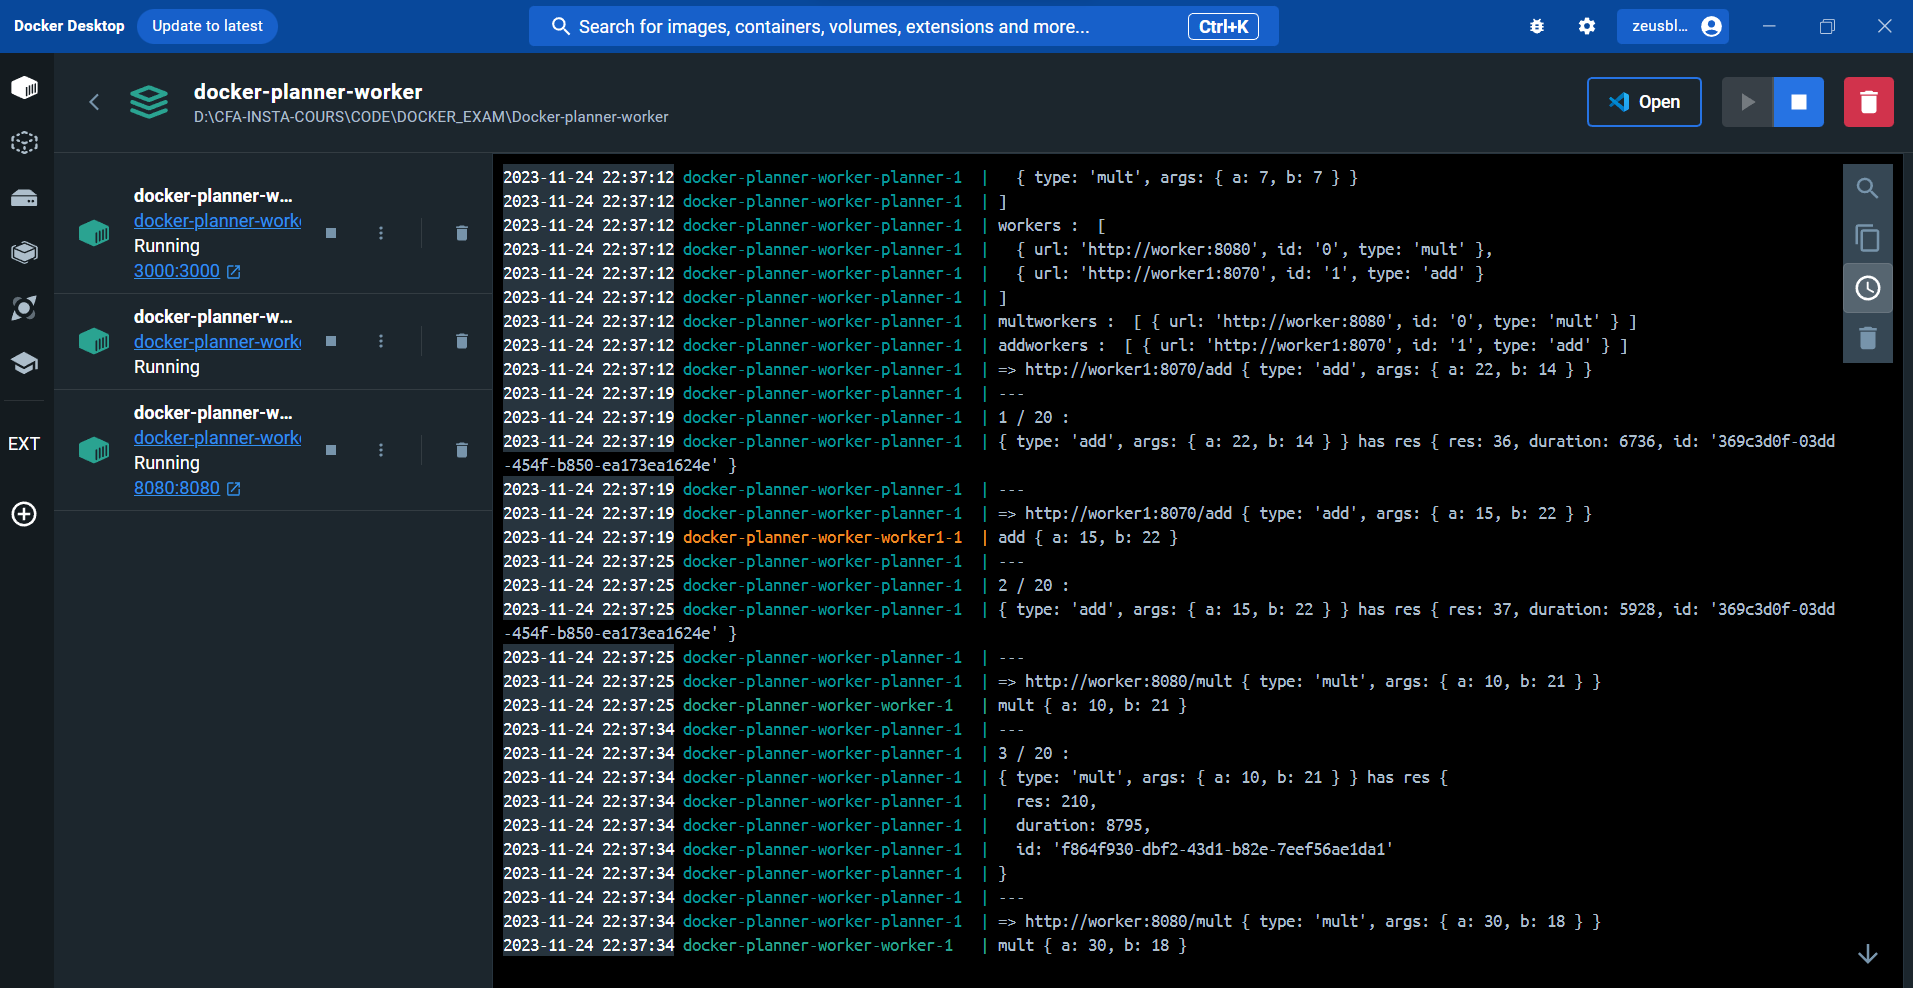 Docker Desktop
Update to latest
Search for images, containers, volumes, extensions and more...
Ctrl+K
zeusbl...
docker-planner-worker
D:\CFA-INSTA-COURS\CODE\DOCKER_EXAM\Docker-planner-worker
Open
EXT
docker-planner-w...
docker-planner-work
Running
3000:3000
docker-planner-w...
docker-planner-work
Running
docker-planner-w...
docker-planner-work
Running
8080:8080
2023-11-24 22:37:12 docker-planner-worker-planner-1 | { type: 'mult', args: { a: 7, b: 7 } }
2023-11-24 22:37:12 docker-planner-worker-planner-1 | ]
2023-11-24 22:37:12 docker-planner-worker-planner-1 | workers : [
2023-11-24 22:37:12 docker-planner-worker-planner-1 | { url: 'http://worker:8080', id: '0', type: 'mult' },
2023-11-24 22:37:12 docker-planner-worker-planner-1 | { url: 'http://worker1:8070', id: '1', type: 'add' }
2023-11-24 22:37:12 docker-planner-worker-planner-1 | ]
2023-11-24 22:37:12 docker-planner-worker-planner-1 | multworkers : [ { url: 'http://worker:8080', id: '0', type: 'mult' } ]
2023-11-24 22:37:12 docker-planner-worker-planner-1 | addworkers : [ { url: 'http://worker1:8070', id: '1', type: 'add' } ]
2023-11-24 22:37:12 docker-planner-worker-planner-1 | => http://worker1:8070/add { type: 'add', args: { a: 22, b: 14 } }
2023-11-24 22:37:19 docker-planner-worker-planner-1 | ---
2023-11-24 22:37:19 docker-planner-worker-planner-1 | 1 / 20 :
2023-11-24 22:37:19 docker-planner-worker-planner-1 | { type: 'add', args: { a: 22, b: 14 } } has res { res: 36, duration: 6736, id: '369c3d0f-03dd
-454f-b850-ea173ea1624e' }
2023-11-24 22:37:19 docker-planner-worker-planner-1 | ---
2023-11-24 22:37:19 docker-planner-worker-planner-1 | => http://worker1:8070/add { type: 'add', args: { a: 15, b: 22 } }
2023-11-24 22:37:19 docker-planner-worker-worker1-1 | add { a: 15, b: 22 }
2023-11-24 22:37:25 docker-planner-worker-planner-1 | ---
2023-11-24 22:37:25 docker-planner-worker-planner-1 | 2 / 20 :
2023-11-24 22:37:25 docker-planner-worker-planner-1 | { type: 'add', args: { a: 15, b: 22 } } has res { res: 37, duration: 5928, id: '369c3d0f-03dd
-454f-b850-ea173ea1624e' }
2023-11-24 22:37:25 docker-planner-worker-planner-1 | ---
2023-11-24 22:37:25 docker-planner-worker-planner-1 | => http://worker:8080/mult { type: 'mult', args: { a: 10, b: 21 } }
2023-11-24 22:37:25 docker-planner-worker-worker-1 | mult { a: 10, b: 21 }
2023-11-24 22:37:34 docker-planner-worker-planner-1 | ---
2023-11-24 22:37:34 docker-planner-worker-planner-1 | 3 / 20 :
2023-11-24 22:37:34 docker-planner-worker-planner-1 | { type: 'mult', args: { a: 10, b: 21 } } has res {
2023-11-24 22:37:34 docker-planner-worker-planner-1 | res: 210,
2023-11-24 22:37:34 docker-planner-worker-planner-1 | duration: 8795,
2023-11-24 22:37:34 docker-planner-worker-planner-1 | id: 'f864f930-dbf2-43d1-b82e-7eef56ae1da1'
2023-11-24 22:37:34 docker-planner-worker-planner-1 | }
2023-11-24 22:37:34 docker-planner-worker-planner-1 | ---
2023-11-24 22:37:34 docker-planner-worker-planner-1 | => http://worker:8080/mult { type: 'mult', args: { a: 30, b: 18 } }
2023-11-24 22:37:34 docker-planner-worker-worker-1 | mult { a: 30, b: 18 }